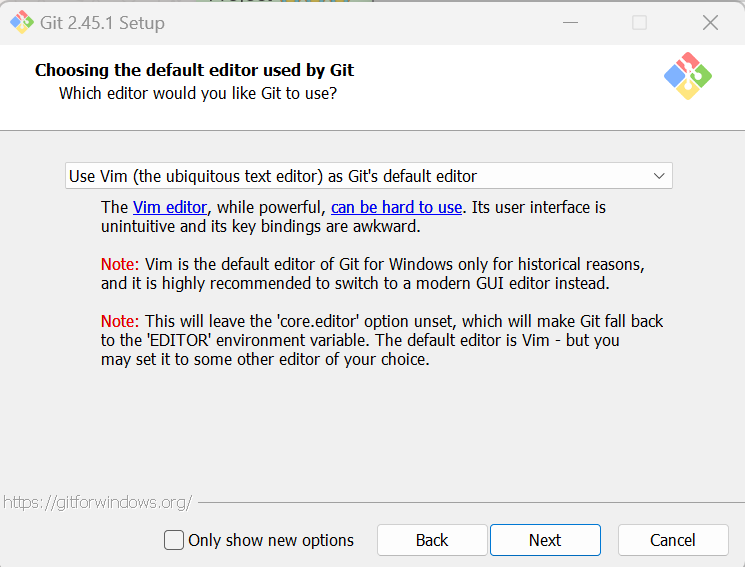 Git 2.45.1 Setup
Choosing the default editor used by Git
Which editor would you like Git to use?
Use Vim (the ubiquitous text editor) as Git's default editor
The Vim editor, while powerful, can be hard to use. Its user interface is
unintuitive and its key bindings are awkward.
Note: Vim is the default editor of Git for Windows only for historical reasons,
and it is highly recommended to switch to a modern GUI editor instead.
Note: This will leave the 'core.editor' option unset, which will make Git fall back
to the 'EDITOR' environment variable. The default editor is Vim - but you
may set it to some other editor of your choice.
https://gitforwindows.org/
Only show new options
Back
Next
Cancel